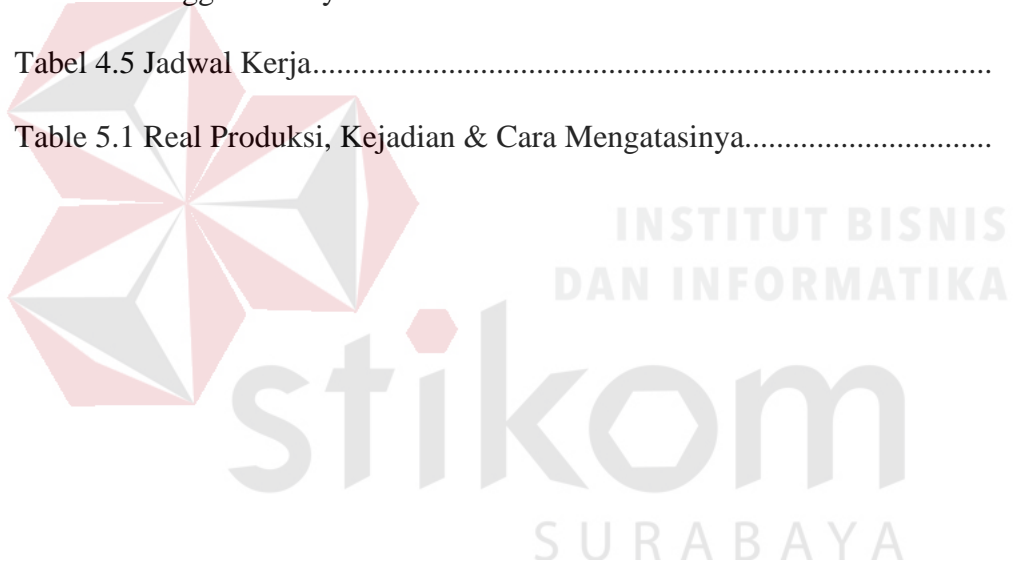 Tabel 4.5 Jadwal Kerja.....................................................................................
Table 5.1 Real Produksi, Kejadian & Cara Mengatasinya...............................
INSTITUT BISNIS
DAN INFORMATIKA
stikom
SURABAYA